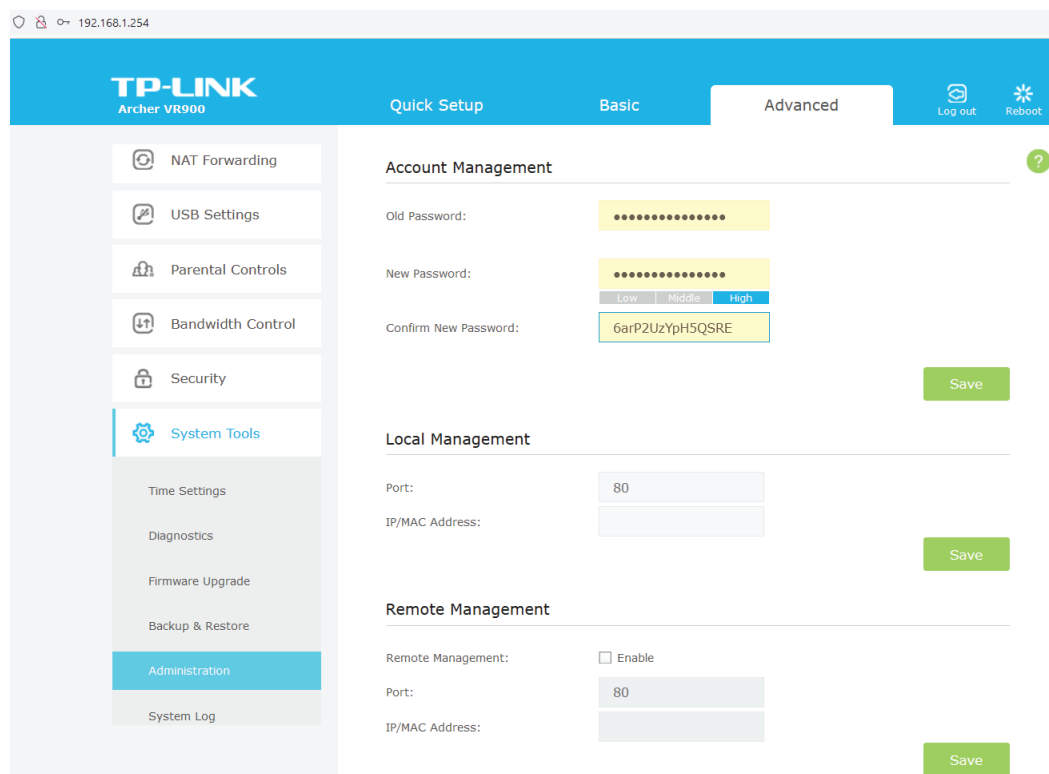 192.168.1.254
TP-LINK
Archer VR900
Quick Setup
Basic
Advanced
Log out
Reboot
NAT Forwarding
USB Settings
Parental Controls
Bandwidth Control
Security
System Tools
Time Settings
Diagnostics
Firmware Upgrade
Backup & Restore
Administration
System Log
Account Management
?
Old Password: •••••••••••••••
New Password: •••••••••••••••
Low Middle High
Confirm New Password: 6arP2UzYpH5QSRE
Save
Local Management
Port: 80
IP/MAC Address:
Save
Remote Management
Remote Management: Enable
Port: 80
IP/MAC Address:
Save